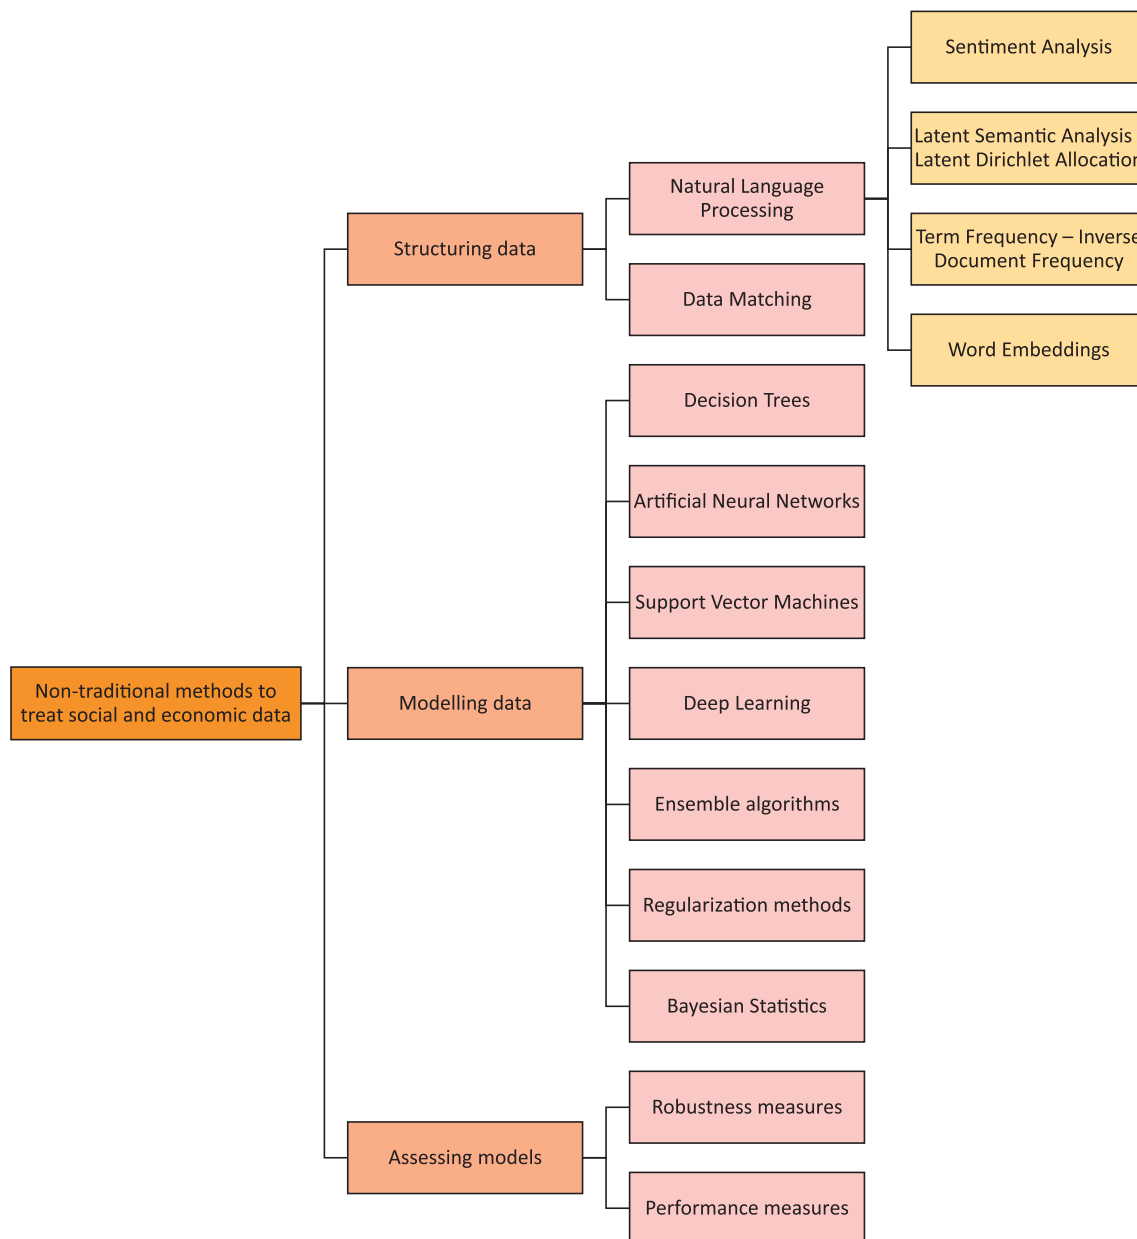 Sentiment Analysis
Latent Semantic Analysis
Latent Dirichlet Allocation
Natural Language
Processing
Term Frequency – Inverse
Document Frequency
Structuring data
Data Matching
Word Embeddings
Decision Trees
Artificial Neural Networks
Support Vector Machines
Non-traditional methods to
treat social and economic data
Modelling data
Deep Learning
Ensemble algorithms
Regularization methods
Bayesian Statistics
Robustness measures
Assessing models
Performance measures